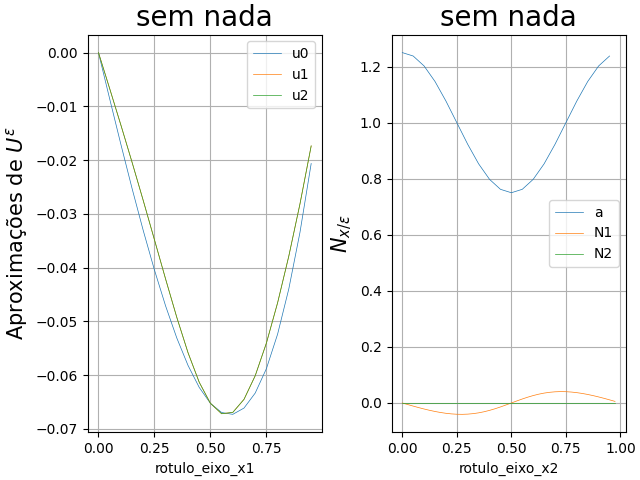 sem nada
Aproximações de U^ε
0.00
−0.01
−0.02
−0.03
−0.04
−0.05
−0.06
−0.07
u0
u1
u2
0.00 0.25 0.50 0.75
rotulo_eixo_x1
sem nada
N_{x/ε}
1.2
1.0
0.8
0.6
0.4
0.2
0.0
a
N1
N2
0.00 0.25 0.50 0.75 1.00
rotulo_eixo_x2